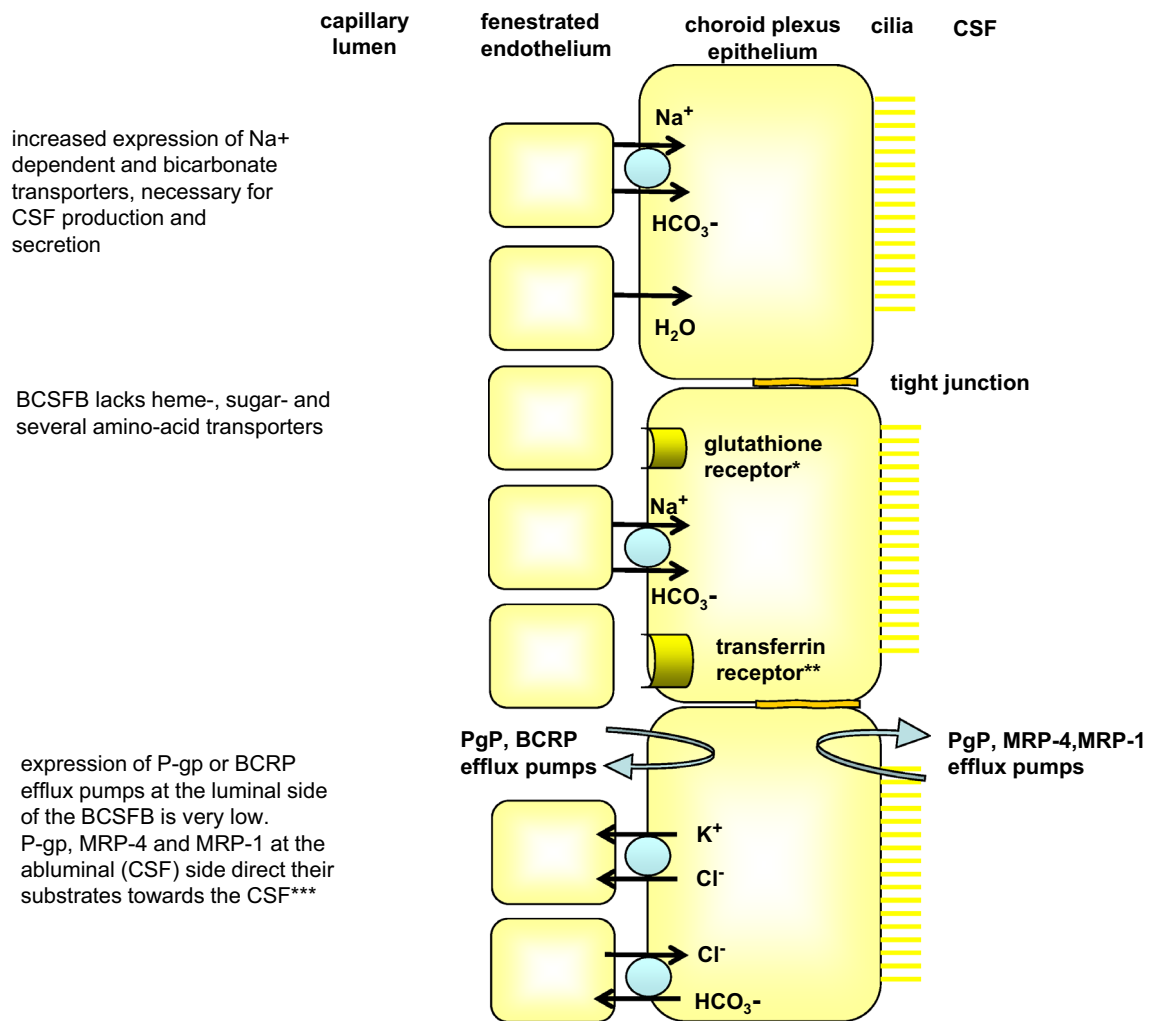 capillary
lumen
fenestrated
endothelium
choroid plexus
epithelium
cilia
CSF
increased expression of Na+
dependent and bicarbonate
transporters, necessary for
CSF production and
secretion
Na⁺
HCO₃-
H₂O
tight junction
BCSFB lacks heme-, sugar- and
several amino-acid transporters
glutathione
receptor*
Na⁺
HCO₃-
transferrin
receptor**
PgP, BCRP
efflux pumps
PgP, MRP-4,MRP-1
efflux pumps
expression of P-gp or BCRP
efflux pumps at the luminal side
of the BCSFB is very low.
P-gp, MRP-4 and MRP-1 at the
abluminal (CSF) side direct their
substrates towards the CSF***
K⁺
Cl⁻
Cl⁻
HCO₃-